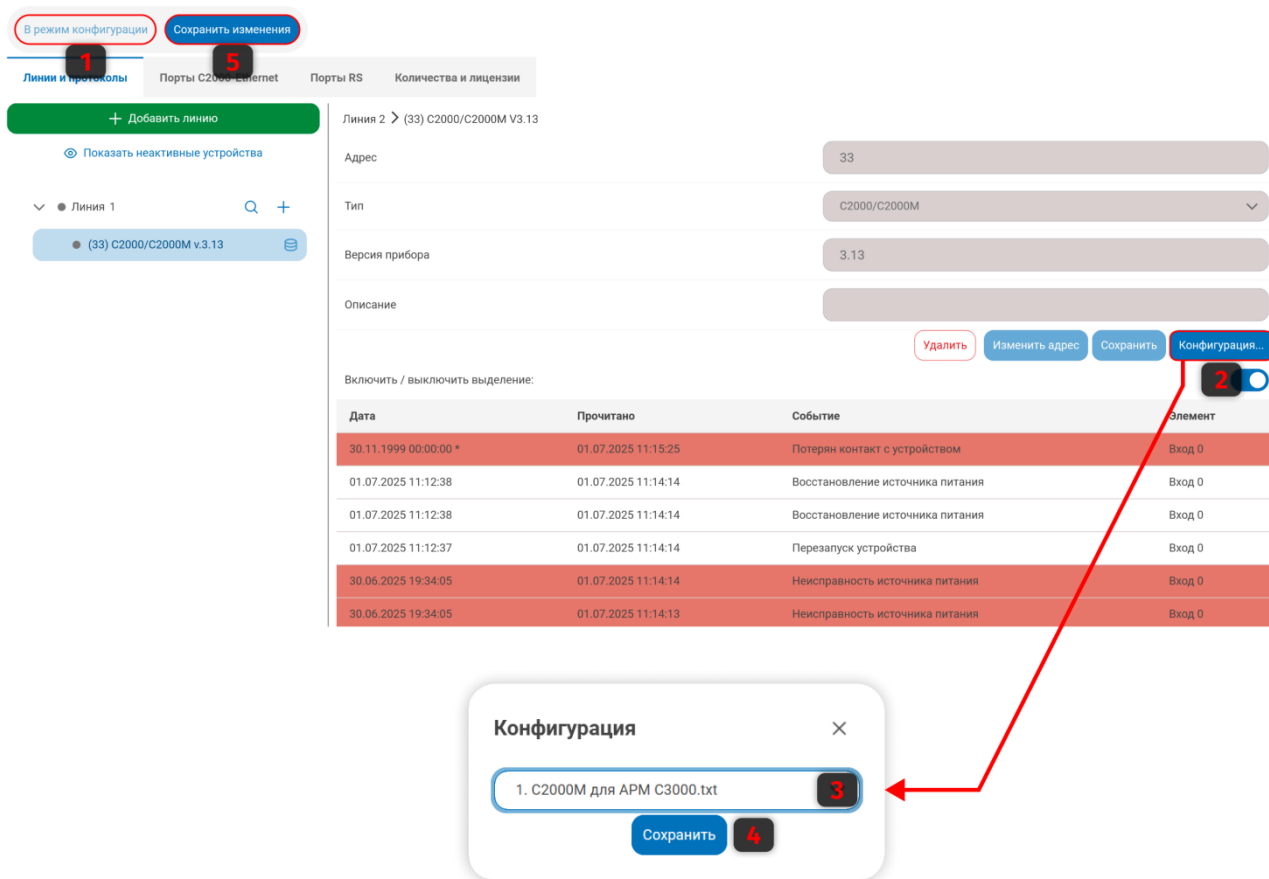 В режим конфигурации Сохранить изменения
1 5
Линии и протоколы Порты С2000-Ethernet Порты RS Количества и лицензии
+ Добавить линию
Показать неактивные устройства
Линия 1
(33) С2000/С2000М v.3.13
Линия 2 > (33) С2000/С2000М V3.13
Адрес 33
Тип С2000/С2000М
Версия прибора 3.13
Описание
Удалить Изменить адрес Сохранить Конфигурация...
Включить / выключить выделение: 2
Дата Прочитано Событие Элемент
30.11.1999 00:00:00 * 01.07.2025 11:15:25 Потерян контакт с устройством Вход 0
01.07.2025 11:12:38 01.07.2025 11:14:14 Восстановление источника питания Вход 0
01.07.2025 11:12:38 01.07.2025 11:14:14 Восстановление источника питания Вход 0
01.07.2025 11:12:37 01.07.2025 11:14:14 Перезапуск устройства Вход 0
30.06.2025 19:34:05 01.07.2025 11:14:14 Неисправность источника питания Вход 0
30.06.2025 19:34:05 01.07.2025 11:14:13 Неисправность источника питания Вход 0
Конфигурация
1. С2000М для АРМ С3000.txt 3
Сохранить 4